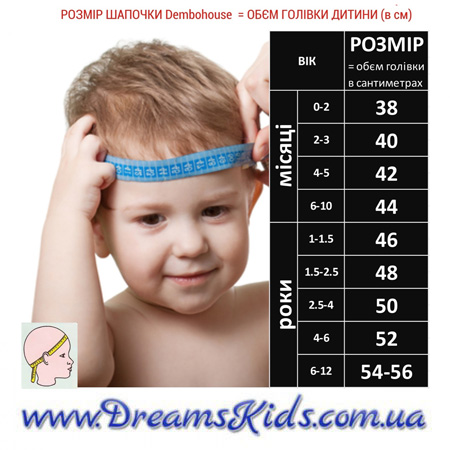 РОЗМІР ШАПОЧКИ Dembohouse = ОБЄМ ГОЛІВКИ ДИТИНИ (в см)
ВІК РОЗМІР
= обєм голівки
в сантиметрах
місяці
0-2 38
2-3 40
4-5 42
6-10 44
роки
1-1.5 46
1.5-2.5 48
2.5-4 50
4-6 52
6-12 54-56
www.DreamsKids.com.ua